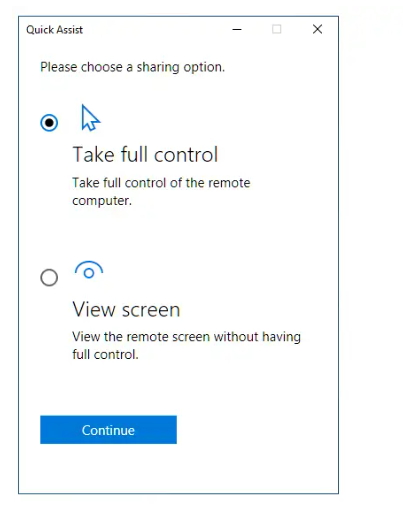 Quick Assist
Please choose a sharing option.
Take full control
Take full control of the remote
computer.
View screen
View the remote screen without having
full control.
Continue